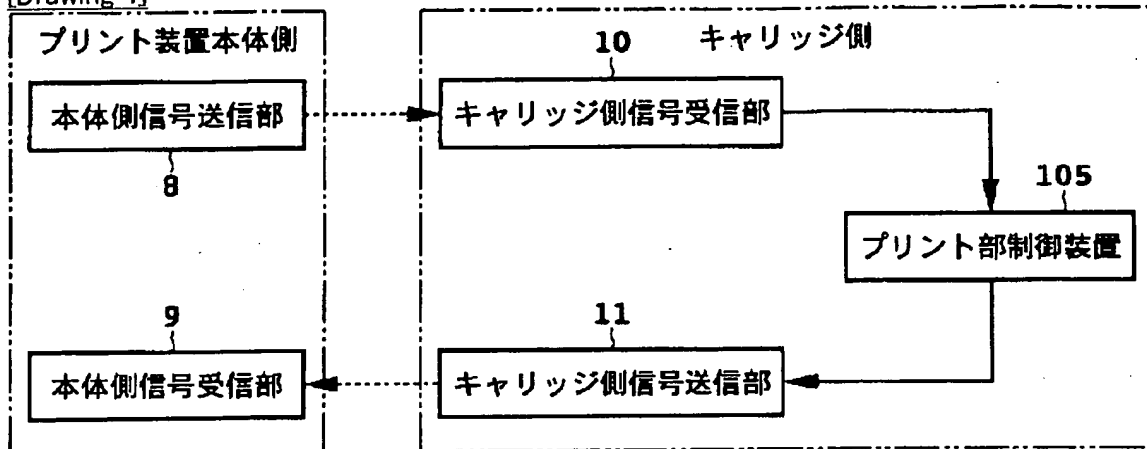 プリント装置本体側
10
キャリッジ側
本体側信号送信部
キャリッジ側信号受信部
8
105
プリント部制御装置
9
11
本体側信号受信部
キャリッジ側信号送信部